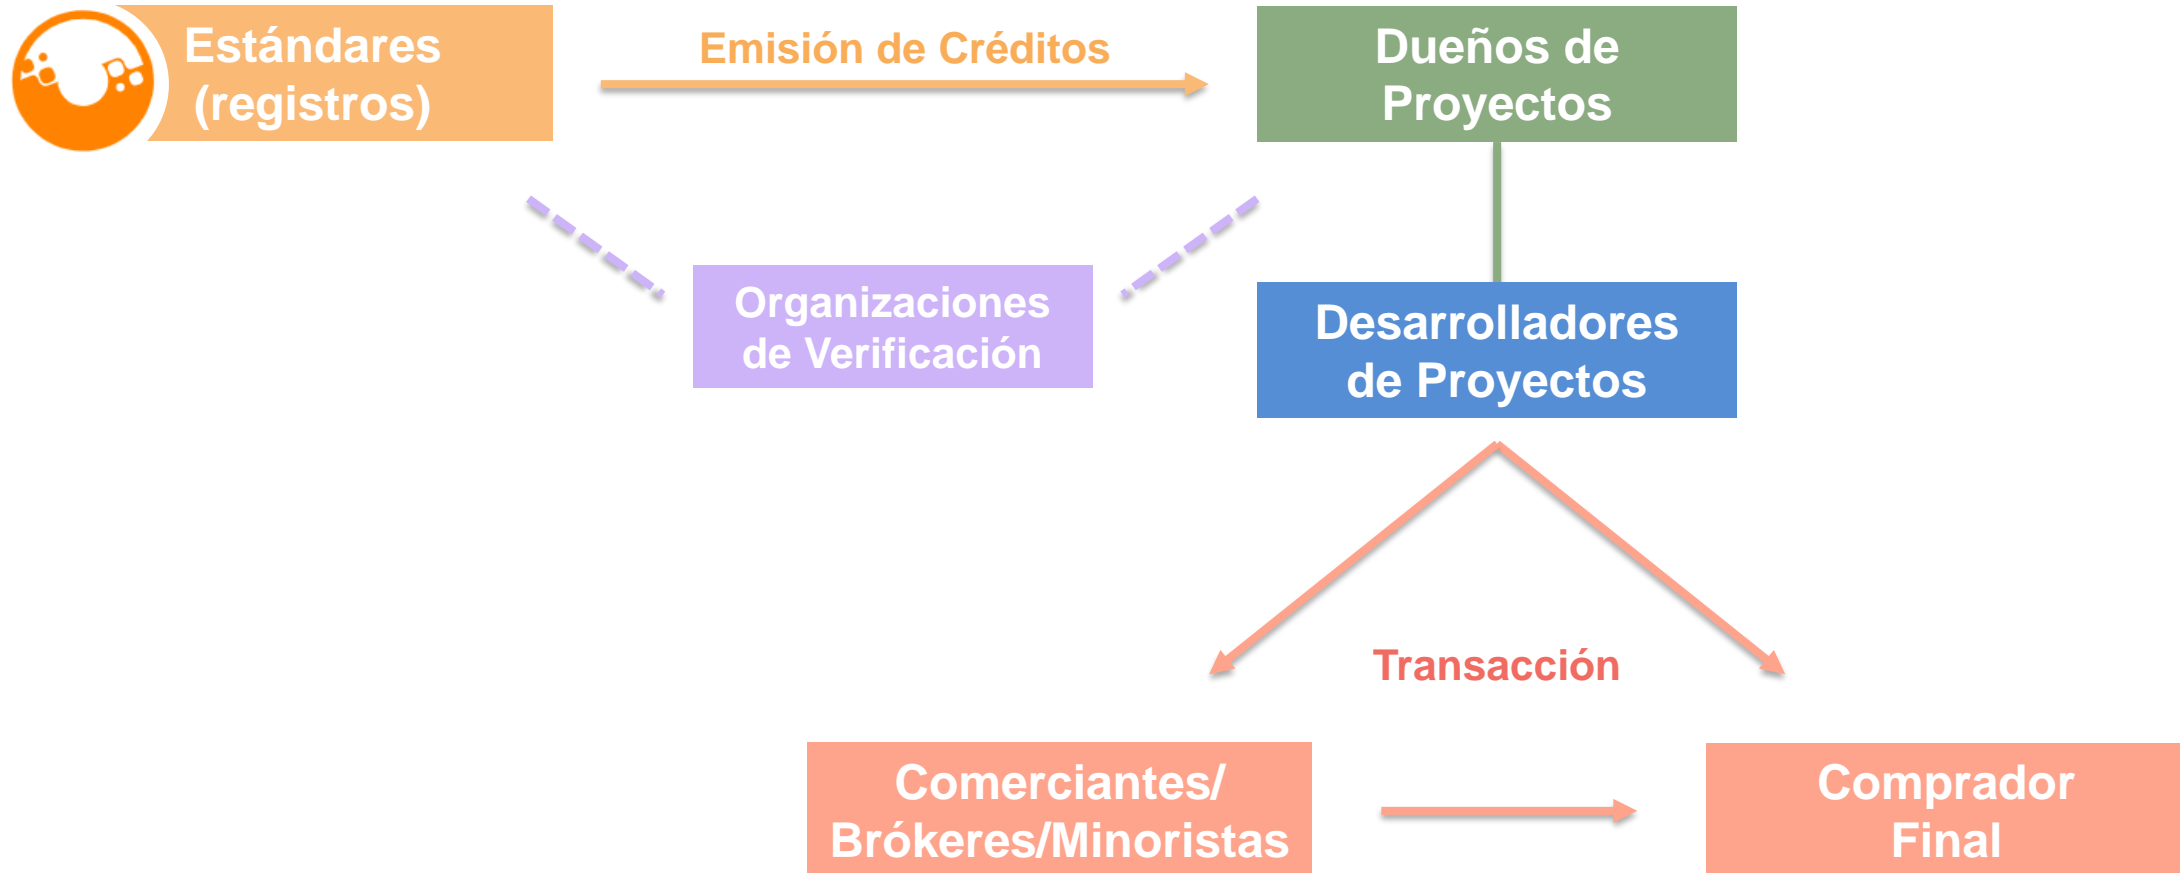 Estándares
(registros)
Emisión de Créditos
Dueños de
Proyectos
Organizaciones
de Verificación
Desarrolladores
de Proyectos
Transacción
Comerciantes/
Brókeres/Minoristas
Comprador
Final